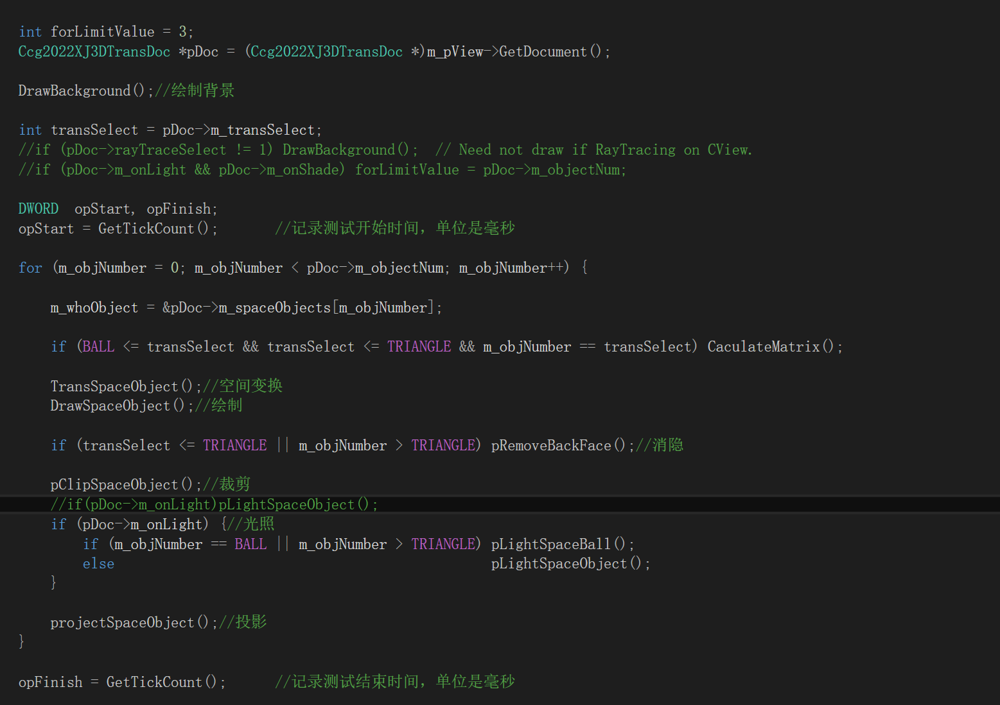 int forLimitValue = 3;
Ccg2022XJ3DTransDoc *pDoc = (Ccg2022XJ3DTransDoc *)m_pView->GetDocument();
DrawBackground();//绘制背景
int transSelect = pDoc->m_transSelect;
//if (pDoc->rayTraceSelect != 1) DrawBackground();  // Need not draw if RayTracing on CView.
//if (pDoc->m_onLight && pDoc->m_onShade) forLimitValue = pDoc->m_objectNum;
DWORD  opStart, opFinish;
opStart = GetTickCount();       //记录测试开始时间，单位是毫秒
for (m_objNumber = 0; m_objNumber < pDoc->m_objectNum; m_objNumber++) {
    m_whoObject = &pDoc->m_spaceObjects[m_objNumber];
    if (BALL <= transSelect && transSelect <= TRIANGLE && m_objNumber == transSelect) CaculateMatrix();
    TransSpaceObject();//空间变换
    DrawSpaceObject();//绘制
    if (transSelect <= TRIANGLE || m_objNumber > TRIANGLE) pRemoveBackFace();//消隐
    pClipSpaceObject();//裁剪
    //if(pDoc->m_onLight)pLightSpaceObject();
    if (pDoc->m_onLight) {//光照
        if (m_objNumber == BALL || m_objNumber > TRIANGLE) pLightSpaceBall();
        else                                               pLightSpaceObject();
    }
    projectSpaceObject();//投影
}
opFinish = GetTickCount();      //记录测试结束时间，单位是毫秒